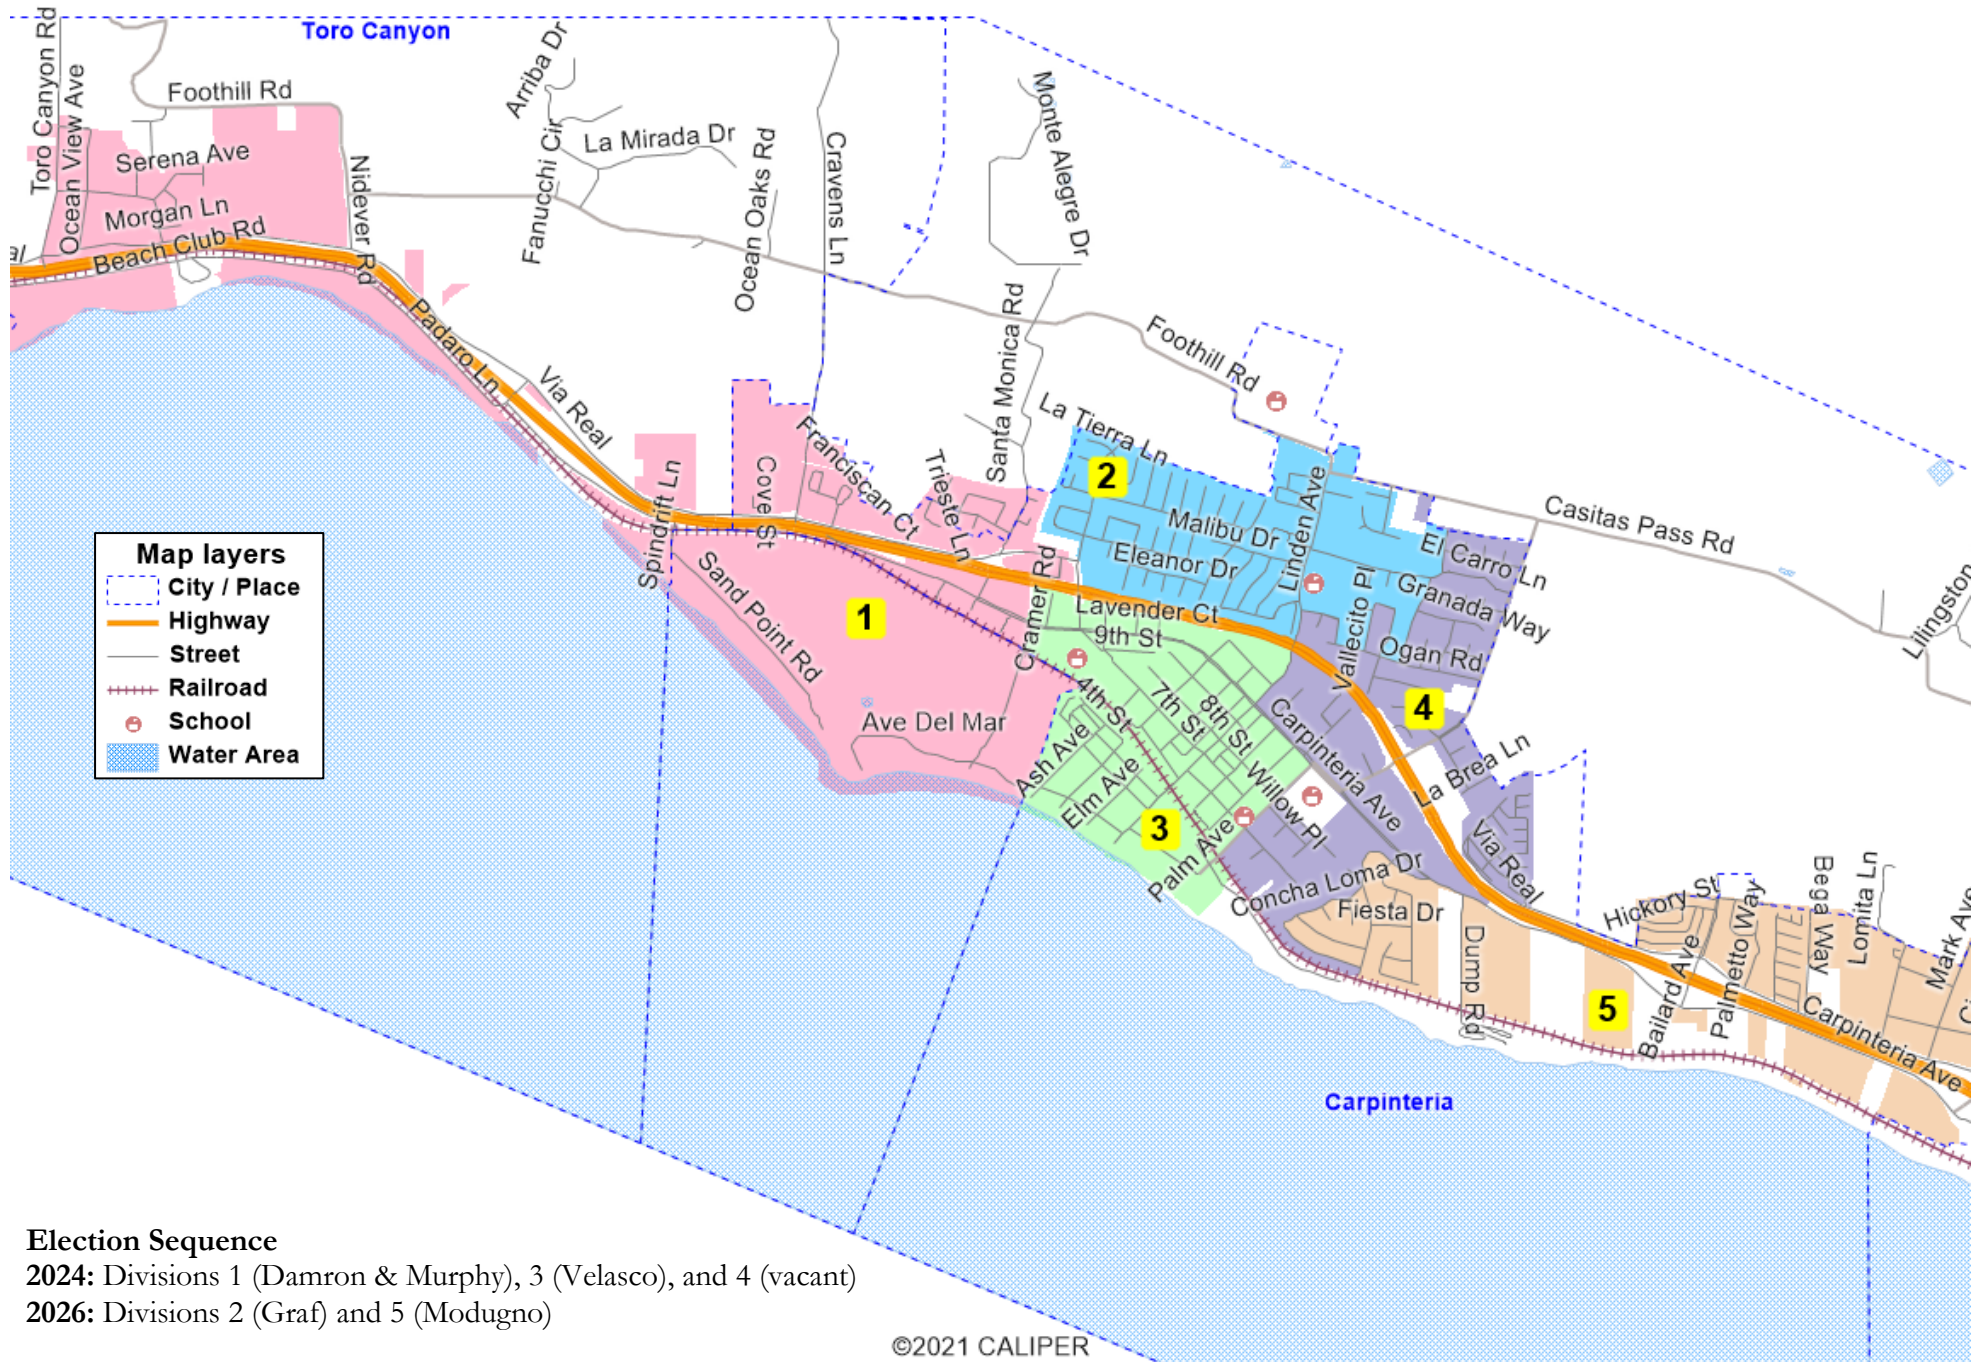 Toro Canyon
Toro Canyon Rd
Ocean View Ave
Foothill Rd
Serena Ave
Morgan Ln
Beach Club Rd
Nidever Rd
Arriba Dr
Fanucchi Cir
La Mirada Dr
Ocean Oaks Rd
Cravens Ln
Monte Alegre Dr
Padaro Ln
Via Real
Santa Monica Rd
Foothill Rd
La Tierra Ln
Franciscan Ct
Trieste Ln
Cove St
Spindrift Ln
Sand Point Rd
2
Malibu Dr
Eleanor Dr
Linden Ave
Casitas Pass Rd
El Carro Ln
Granada Way
Vallecito Pl
Ogan Rd
Lilington
Map layers
City / Place
Highway
Street
Railroad
School
Water Area
1
Cramer Rd
Lavender Ct
9th St
4th St
7th St
8th St
Ave Del Mar
Ash Ave
Elm Ave
3
Palm Ave
Willow Pl
Carpinteria Ave
4
La Brea Ln
Via Real
Concha Loma Dr
Fiesta Dr
Dump Rd
Hickory St
5
Bailard Ave
Palmetto Way
Bega Way
Lomita Ln
Mark Ave
Carpinteria Ave
Carpinteria
Election Sequence
2024: Divisions 1 (Damron & Murphy), 3 (Velasco), and 4 (vacant)
2026: Divisions 2 (Graf) and 5 (Modugno)
©2021 CALIPER